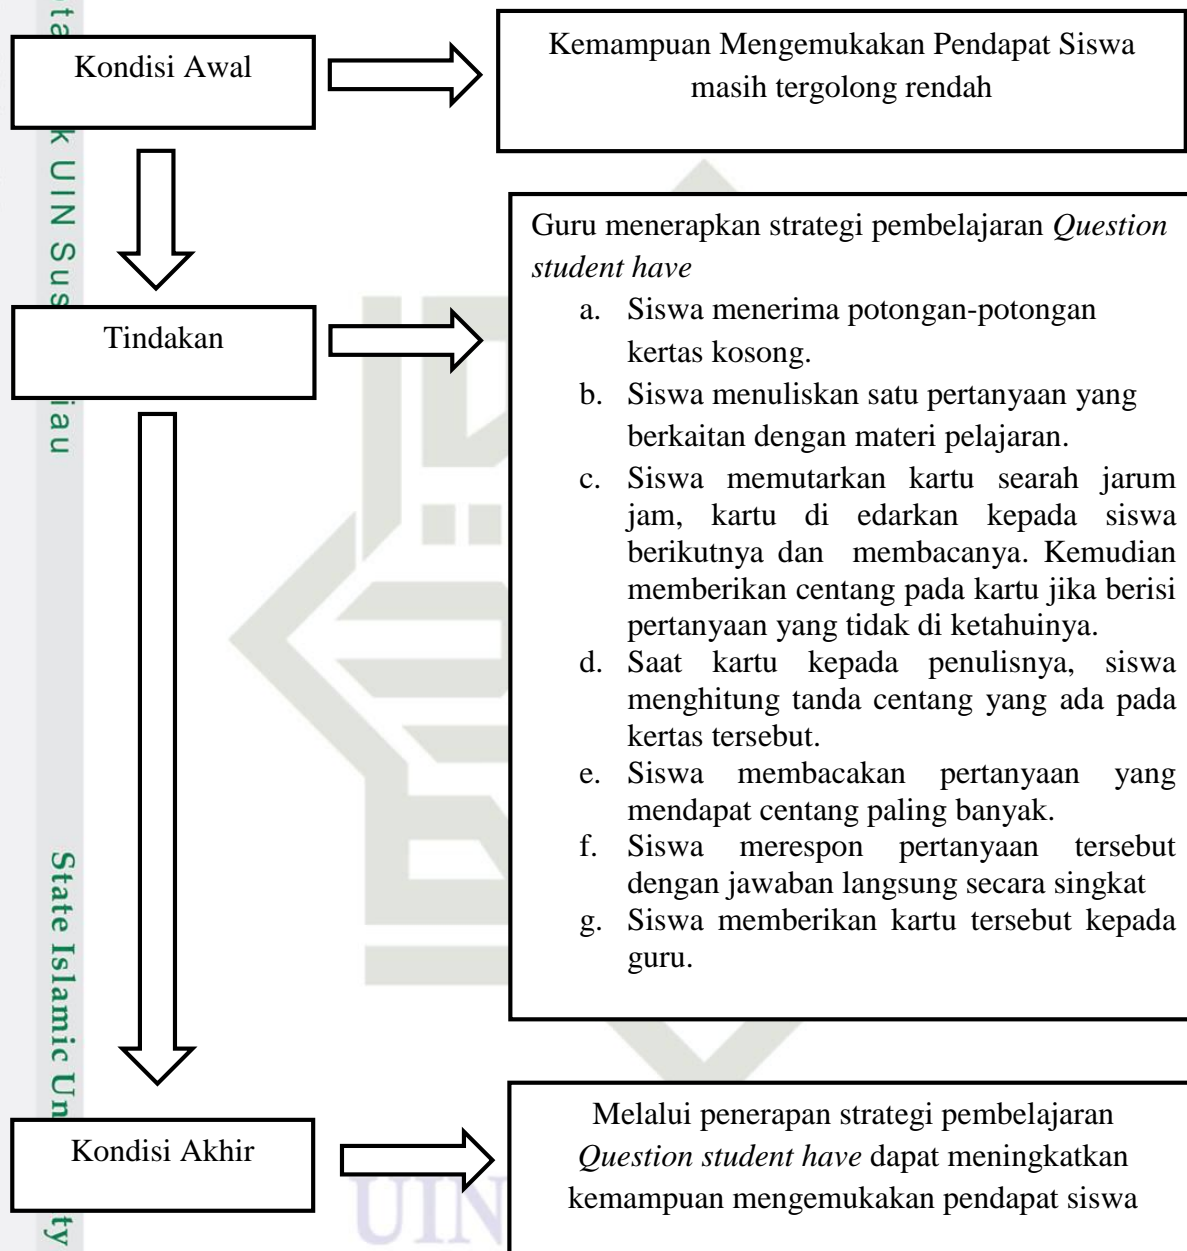 Kondisi Awal
Kemampuan Mengemukakan Pendapat Siswa
masih tergolong rendah
Tindakan
Guru menerapkan strategi pembelajaran Question
student have
a. Siswa menerima potongan-potongan
kertas kosong.
b. Siswa menuliskan satu pertanyaan yang
berkaitan dengan materi pelajaran.
c. Siswa memutarkan kartu searah jarum
jam, kartu di edarkan kepada siswa
berikutnya dan membacanya. Kemudian
memberikan centang pada kartu jika berisi
pertanyaan yang tidak di ketahuinya.
d. Saat kartu kepada penulisnya, siswa
menghitung tanda centang yang ada pada
kertas tersebut.
e. Siswa membacakan pertanyaan yang
mendapat centang paling banyak.
f. Siswa merespon pertanyaan tersebut
dengan jawaban langsung secara singkat
g. Siswa memberikan kartu tersebut kepada
guru.
Kondisi Akhir
Melalui penerapan strategi pembelajaran
Question student have dapat meningkatkan
kemampuan mengemukakan pendapat siswa
UIN
State Islamic